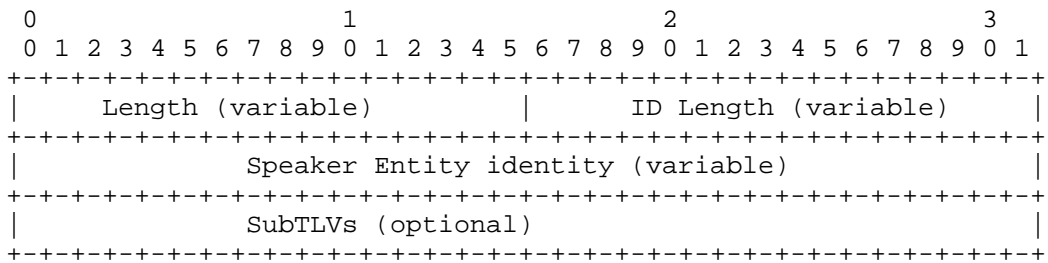 0                   1                   2                   3
 0 1 2 3 4 5 6 7 8 9 0 1 2 3 4 5 6 7 8 9 0 1 2 3 4 5 6 7 8 9 0 1
+-+-+-+-+-+-+-+-+-+-+-+-+-+-+-+-+-+-+-+-+-+-+-+-+-+-+-+-+-+-+-+-+
|     Length (variable)         |      ID Length (variable)     |
+-+-+-+-+-+-+-+-+-+-+-+-+-+-+-+-+-+-+-+-+-+-+-+-+-+-+-+-+-+-+-+-+
|              Speaker Entity identity (variable)               |
+-+-+-+-+-+-+-+-+-+-+-+-+-+-+-+-+-+-+-+-+-+-+-+-+-+-+-+-+-+-+-+-+
|              SubTLVs (optional)                               |
+-+-+-+-+-+-+-+-+-+-+-+-+-+-+-+-+-+-+-+-+-+-+-+-+-+-+-+-+-+-+-+-+